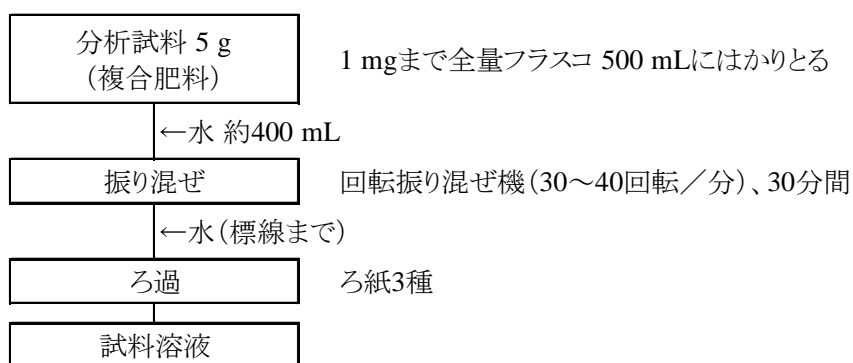 分析試料 5 g
（複合肥料）
1 mgまで全量フラスコ 500 mLにはかりとる
←水 約400 mL
振り混ぜ
回転振り混ぜ機（30～40回転／分）、30分間
←水（標線まで）
ろ過
ろ紙3種
試料溶液